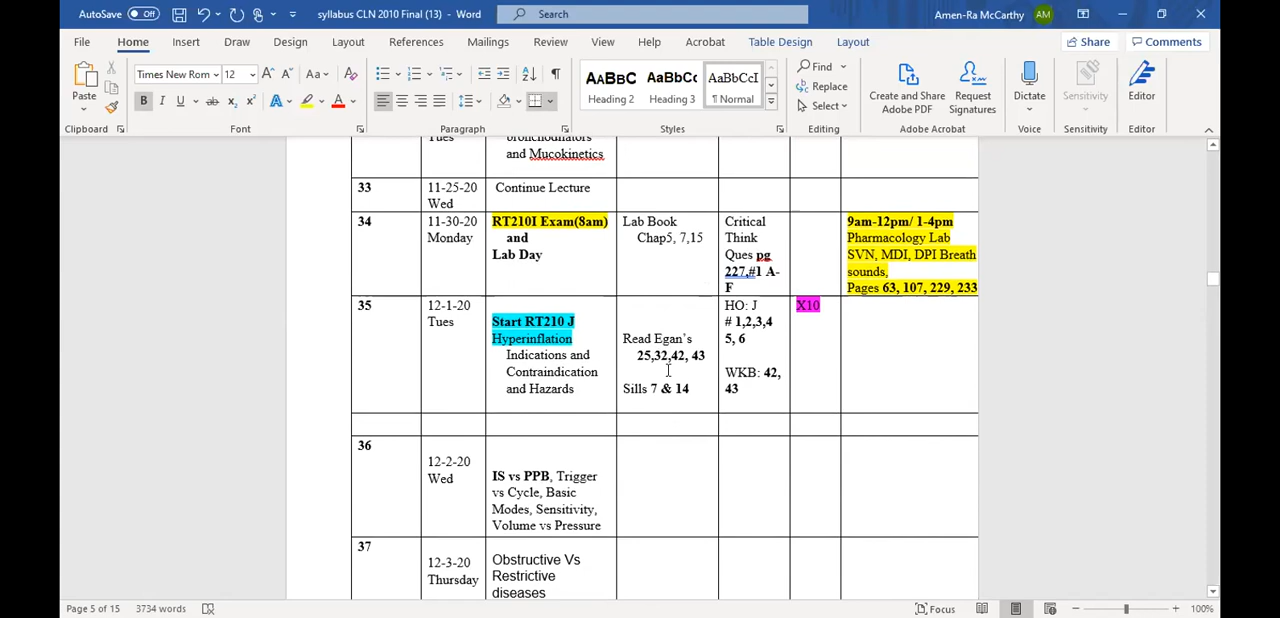 AutoSave Off syllabus CLN 2010 Final (13) - Word Search Amen-Ra McCarthy AM
File Home Insert Draw Design Layout References Mailings Review View Help Acrobat Table Design Layout Share Comments
Times New Rom 12 Aa
AaBbCc AaBbCc AaBbCcI
Find
Replace
Select
Paste
B I U ab x₂ x² A A
Heading 2 Heading 3 ¶ Normal
Create and Share
Adobe PDF
Request
Signatures
Dictate
Sensitivity
Editor
Clipboard Font Paragraph Styles Editing Adobe Acrobat Voice Sensitivity Editor
Tues
bronchodilators
and Mucokinetics
33
11-25-20
Wed
Continue Lecture
34
11-30-20
Monday
RT210I Exam(8am)
and
Lab Day
Lab Book
Chap5, 7,15
Critical
Think
Ques pg
227,#1 A-
F
9am-12pm/ 1-4pm
Pharmacology Lab
SVN, MDI, DPI Breath
sounds,
Pages 63, 107, 229, 233
35
12-1-20
Tues
Start RT210 J
Hyperinflation
Indications and
Contraindication
and Hazards
Read Egan’s
25,32,42, 43
Sills 7 & 14
HO: J
# 1,2,3,4
5, 6
WKB: 42,
43
X10
36
12-2-20
Wed
IS vs PPB, Trigger
vs Cycle, Basic
Modes, Sensitivity,
Volume vs Pressure
37
12-3-20
Thursday
Obstructive Vs
Restrictive
diseases
Page 5 of 15 3734 words Focus 100%